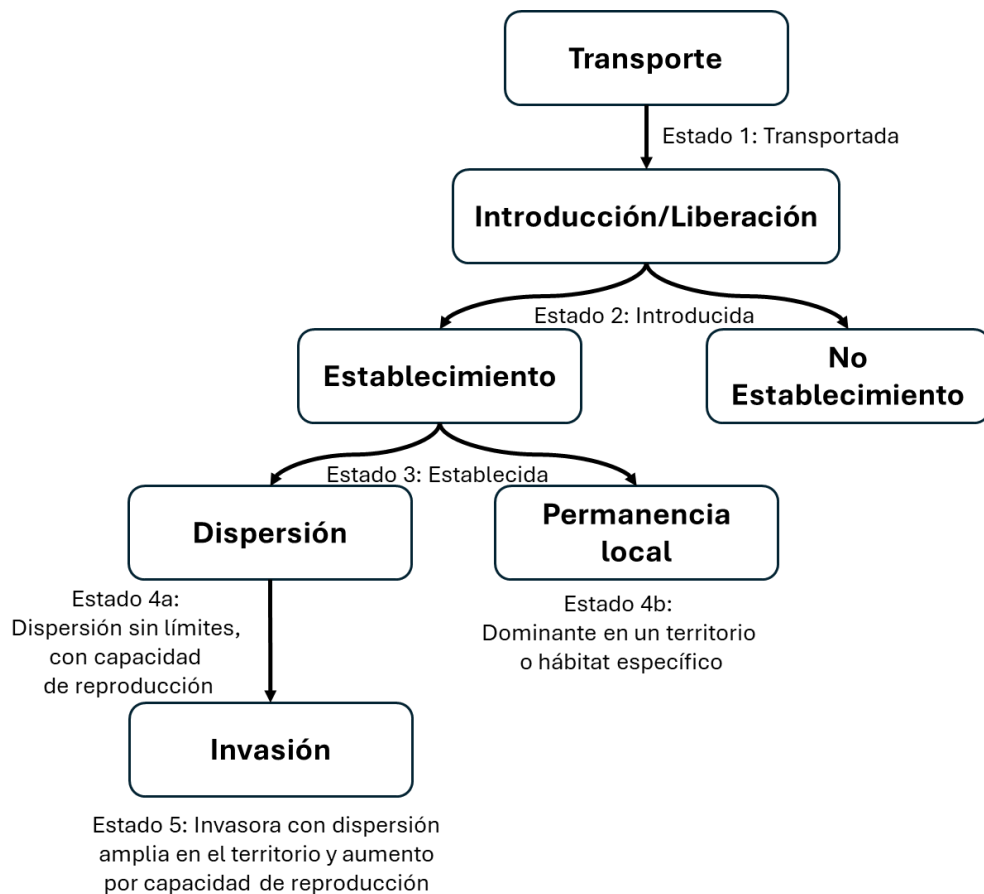 Transporte
Estado 1: Transportada
Introducción/Liberación
Estado 2: Introducida
Establecimiento
No
Establecimiento
Estado 3: Establecida
Dispersión
Permanencia
local
Estado 4a:
Dispersión sin límites,
con capacidad
de reproducción
Estado 4b:
Dominante en un territorio
o hábitat específico
Invasión
Estado 5: Invasora con dispersión
amplia en el territorio y aumento
por capacidad de reproducción